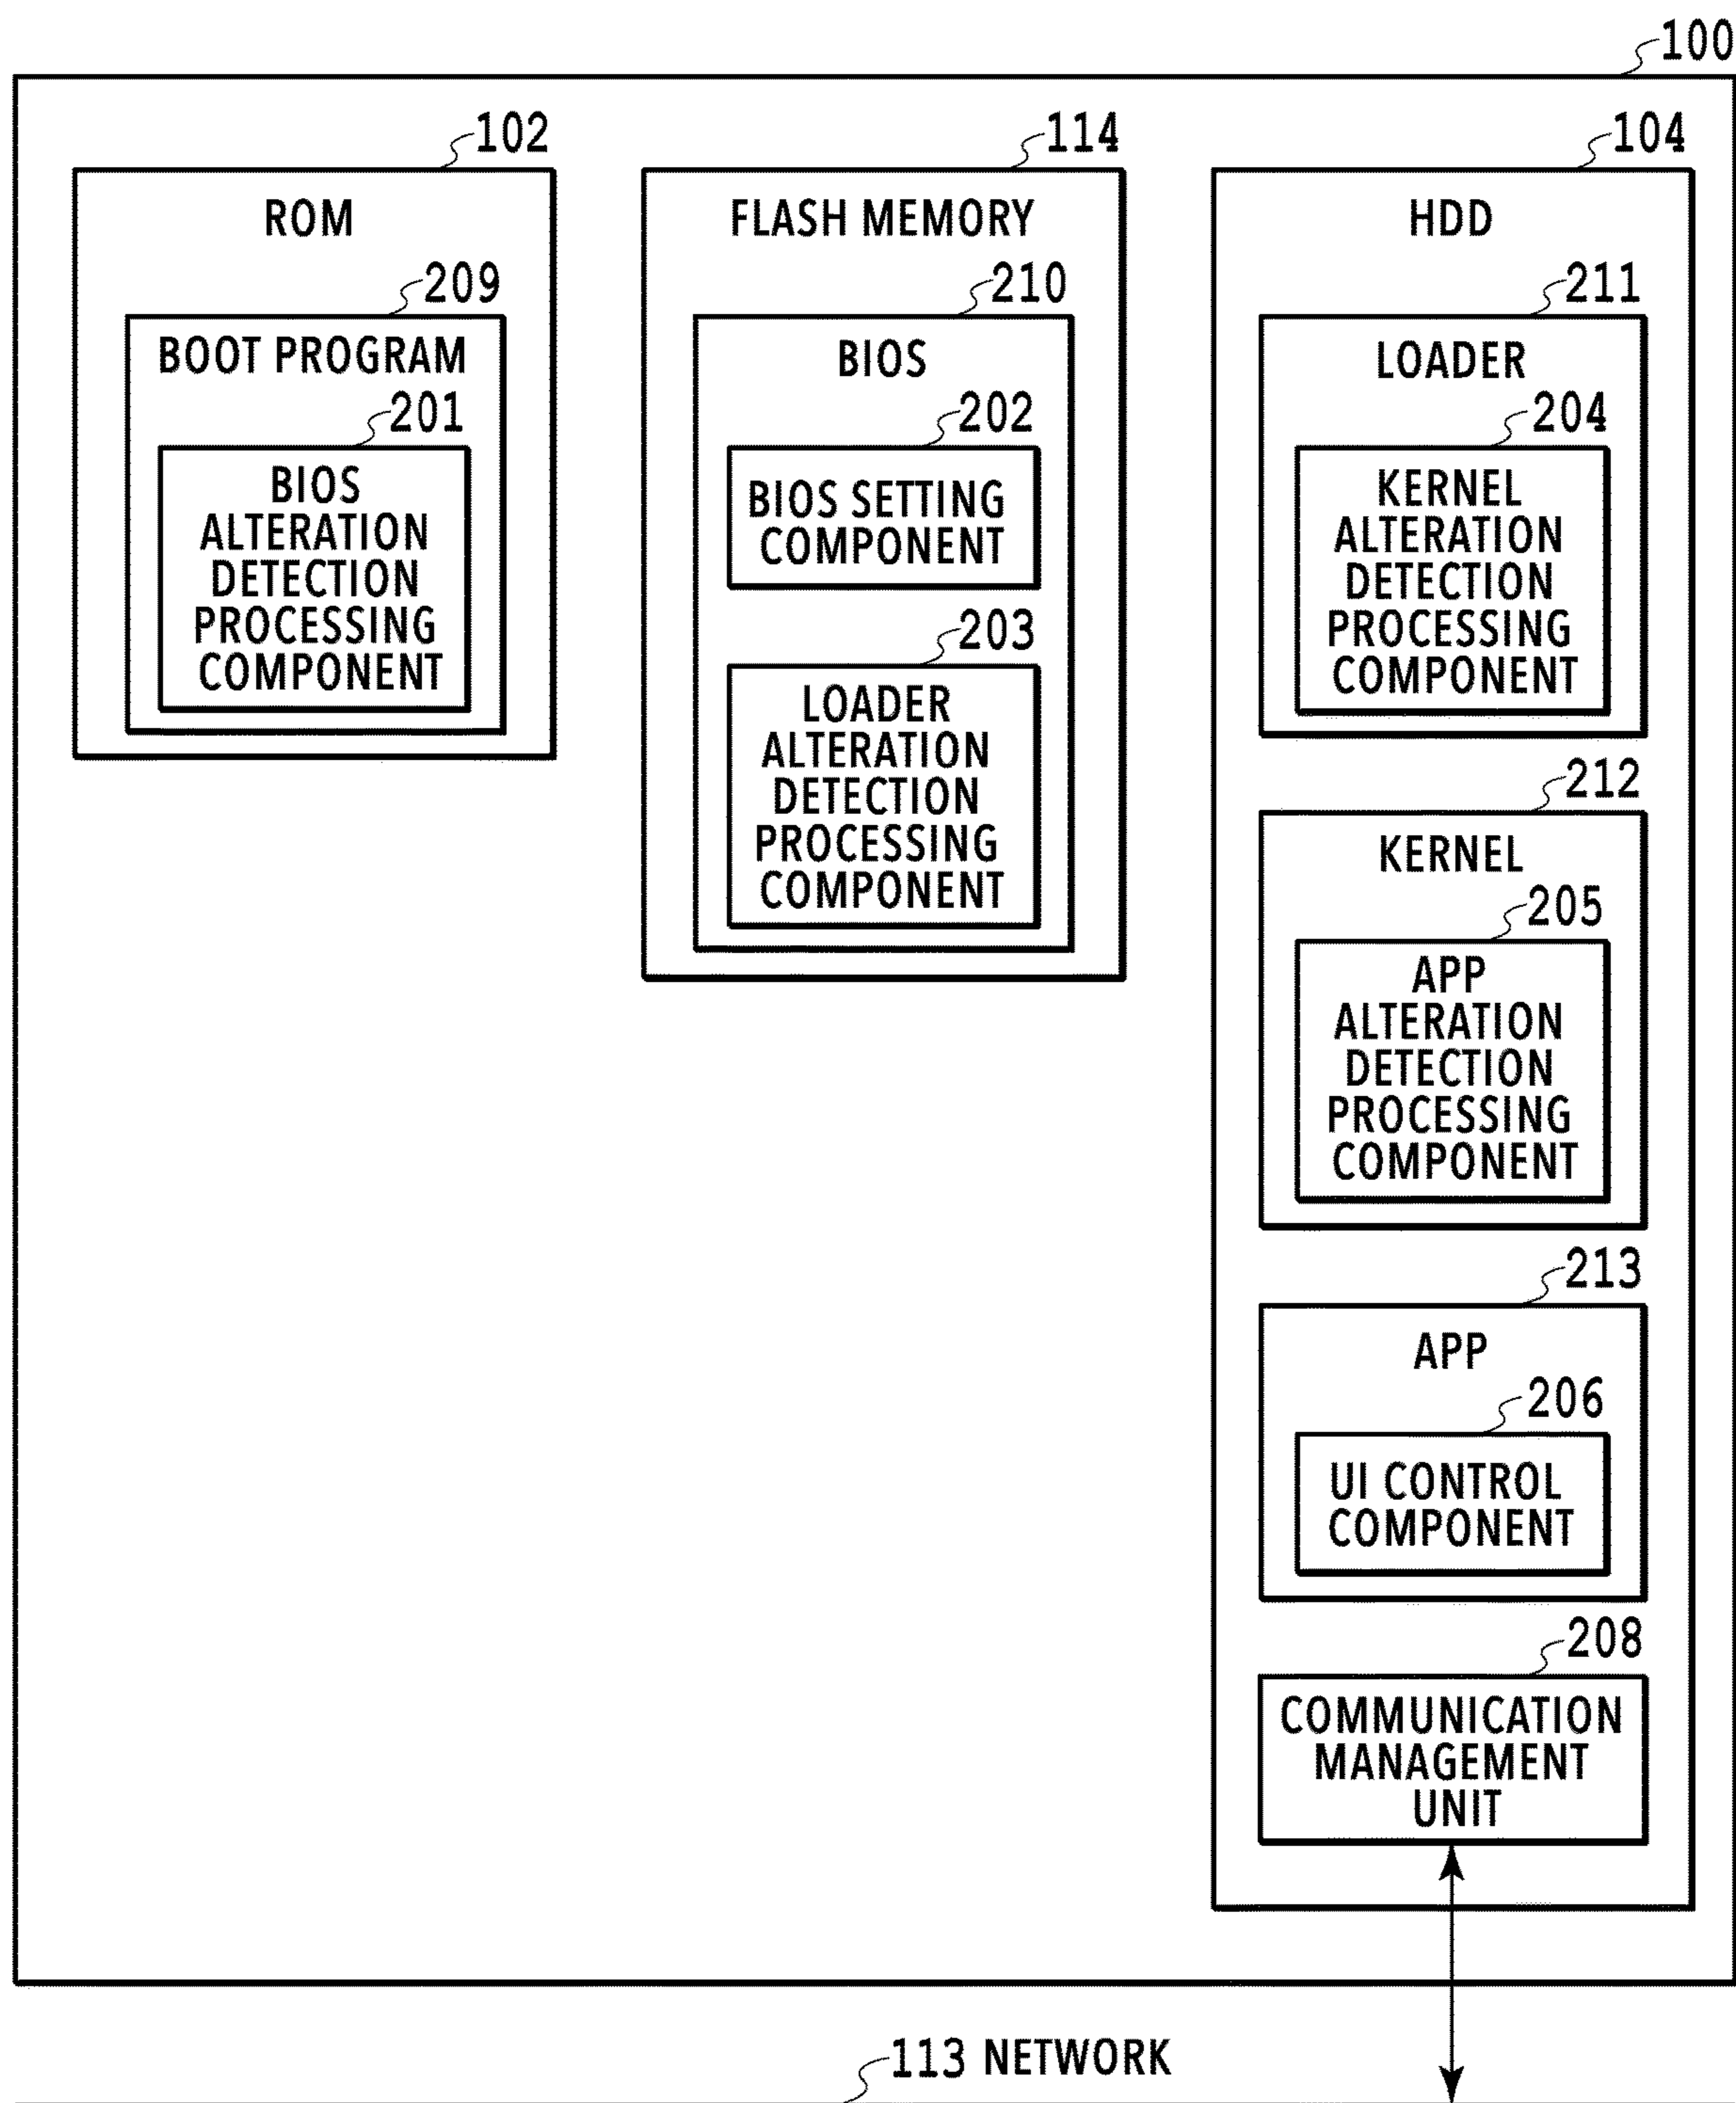 100
102
ROM
209
BOOT PROGRAM
201
BIOS
ALTERATION
DETECTION
PROCESSING
COMPONENT
114
FLASH MEMORY
210
BIOS
202
BIOS SETTING
COMPONENT
203
LOADER
ALTERATION
DETECTION
PROCESSING
COMPONENT
104
HDD
211
LOADER
204
KERNEL
ALTERATION
DETECTION
PROCESSING
COMPONENT
212
KERNEL
205
APP
ALTERATION
DETECTION
PROCESSING
COMPONENT
213
APP
206
UI CONTROL
COMPONENT
208
COMMUNICATION
MANAGEMENT
UNIT
113 NETWORK